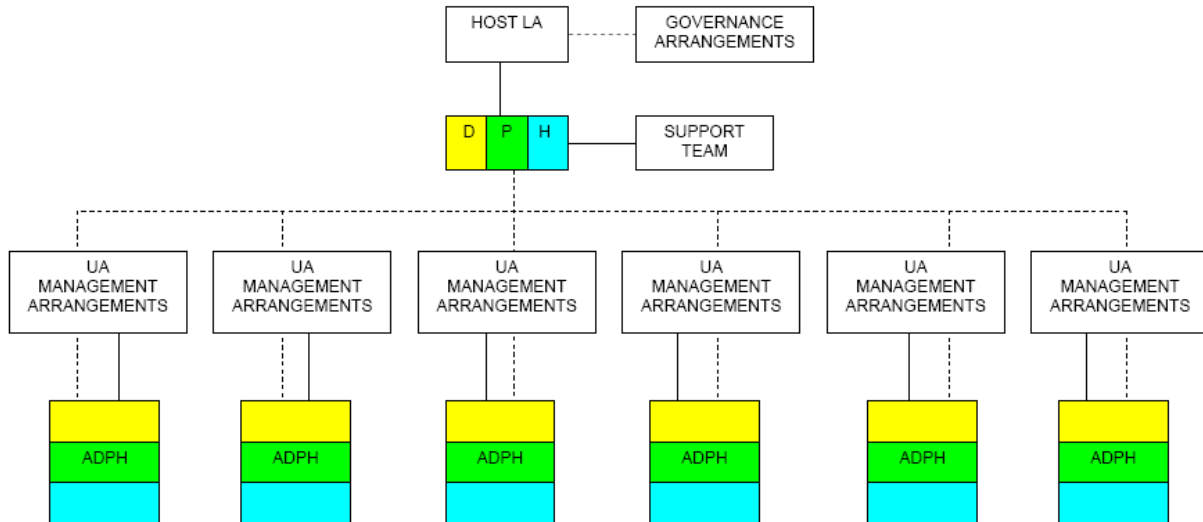 HOST LA
GOVERNANCE
ARRANGEMENTS
D P H
SUPPORT
TEAM
UA
MANAGEMENT
ARRANGEMENTS
UA
MANAGEMENT
ARRANGEMENTS
UA
MANAGEMENT
ARRANGEMENTS
UA
MANAGEMENT
ARRANGEMENTS
UA
MANAGEMENT
ARRANGEMENTS
UA
MANAGEMENT
ARRANGEMENTS
ADPH
ADPH
ADPH
ADPH
ADPH
ADPH